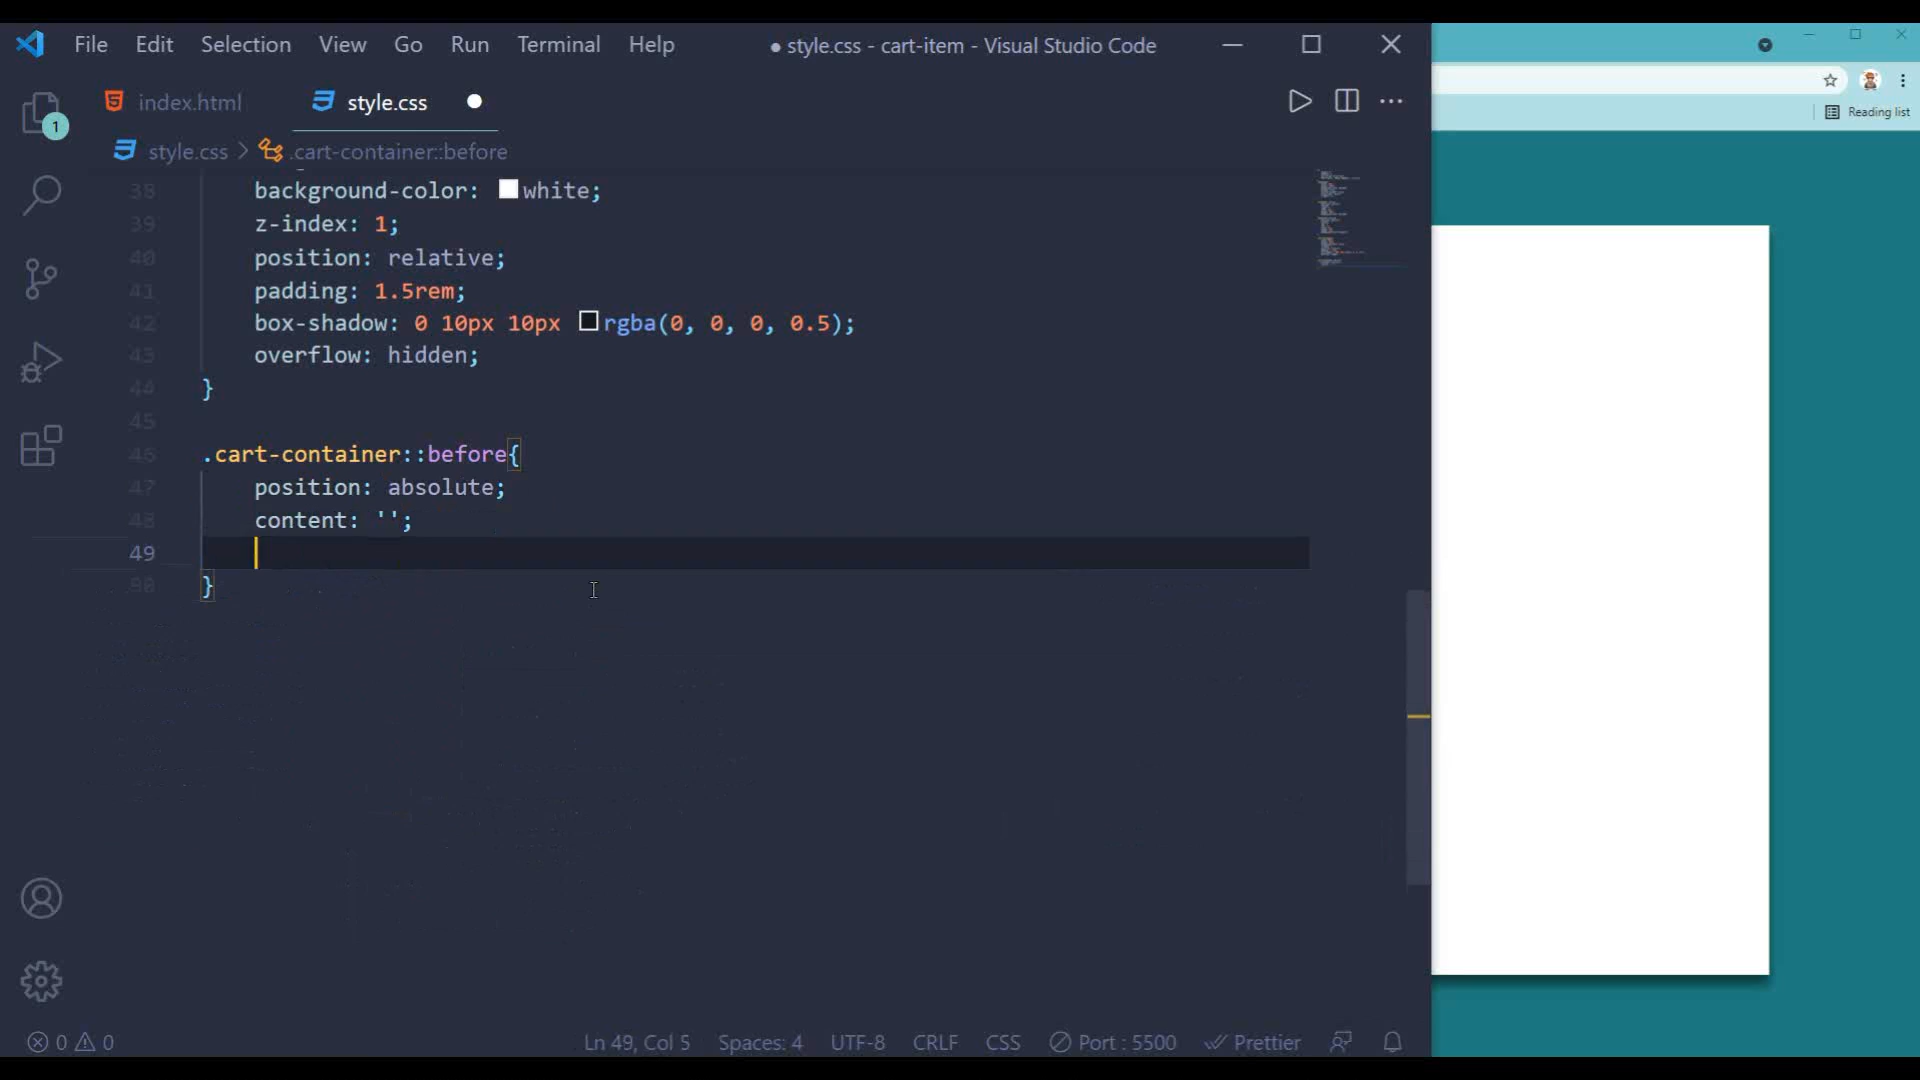 File Edit Selection View Go Run Terminal Help ● style.css - cart-item - Visual Studio Code
index.html style.css
Reading list
1
style.css > .cart-container::before
38 background-color: white;
39 z-index: 1;
40 position: relative;
41 padding: 1.5rem;
42 box-shadow: 0 10px 10px rgba(0, 0, 0, 0.5);
43 overflow: hidden;
44 }
45
46 .cart-container::before{
47 position: absolute;
48 content: '';
49
}
0 0 Ln 49, Col 5 Spaces: 4 UTF-8 CRLF CSS Port : 5500 Prettier